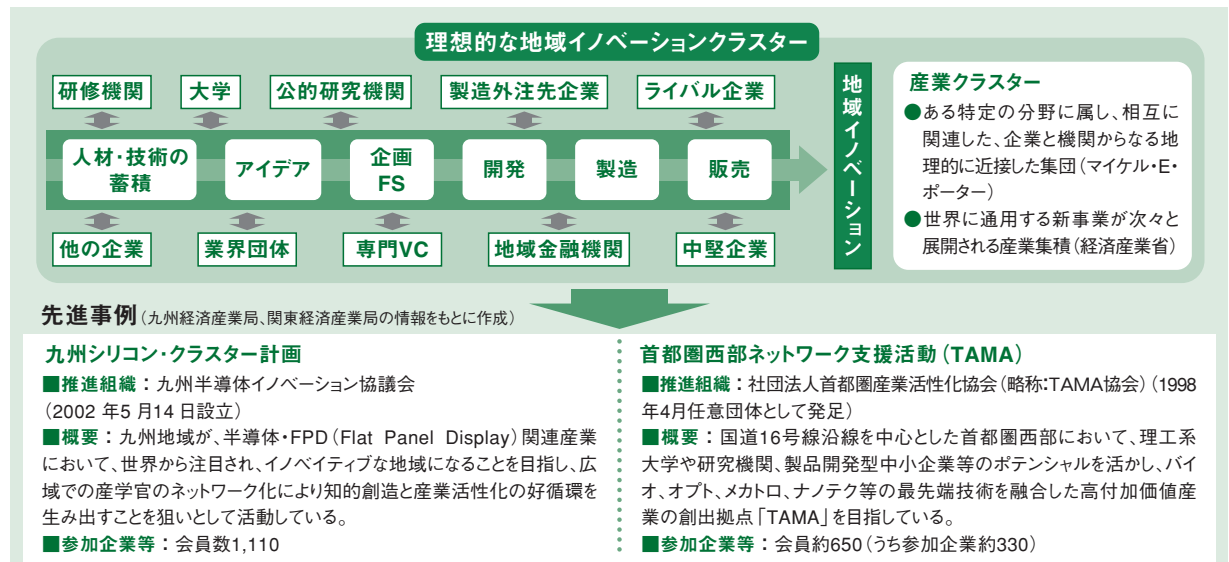 理想的な地域イノベーションクラスター
研修機関
大学
公的研究機関
製造外注先企業
ライバル企業
人材・技術の
蓄積
アイデア
企画
FS
開発
製造
販売
他の企業
業界団体
専門VC
地域金融機関
中堅企業
地域イノベーション
産業クラスター
●ある特定の分野に属し、相互に
関連した、企業と機関からなる地
理的に近接した集団(マイケル・E・
ポーター)
●世界に通用する新事業が次々と
展開される産業集積(経済産業省)
先進事例(九州経済産業局、関東経済産業局の情報をもとに作成)
九州シリコン・クラスター計画
■推進組織:九州半導体イノベーション協議会
(2002 年5 月14 日設立)
■概要:九州地域が、半導体・FPD(Flat Panel Display)関連産業
において、世界から注目され、イノベイティブな地域になることを目指し、広
域での産学官のネットワーク化により知的創造と産業活性化の好循環を
生み出すことを狙いとして活動している。
■参加企業等:会員数1,110
首都圏西部ネットワーク支援活動(TAMA)
■推進組織:社団法人首都圏産業活性化協会(略称:TAMA協会)(1998
年4月任意団体として発足)
■概要:国道16号線沿線を中心とした首都圏西部において、理工系
大学や研究機関、製品開発型中小企業等のポテンシャルを活かし、バイ
オ、オプト、メカトロ、ナノテク等の最先端技術を融合した高付加価値産
業の創出拠点「TAMA」を目指している。
■参加企業等:会員約650(うち参加企業約330)